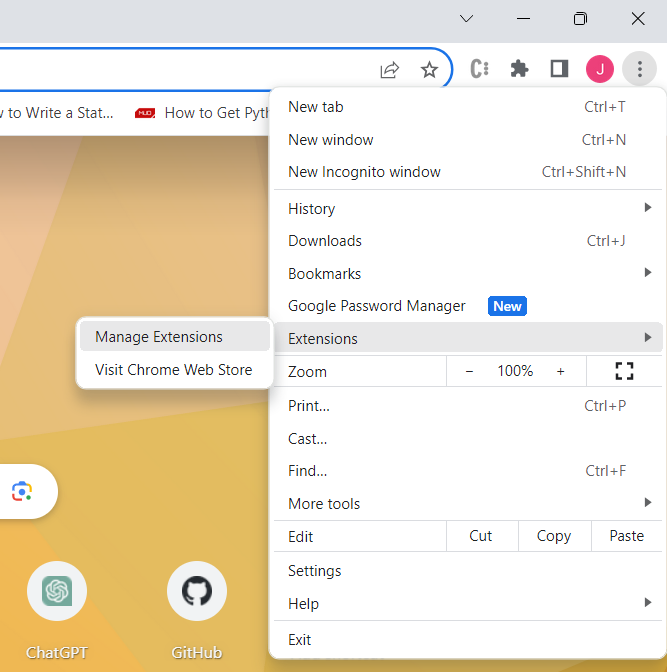 J
w to Write a Stat...
HUD
How to Get Pyth
New tab Ctrl+T
New window Ctrl+N
New Incognito window Ctrl+Shift+N
History
Downloads Ctrl+J
Bookmarks
Google Password Manager New
Manage Extensions
Extensions
Visit Chrome Web Store
Zoom - 100% +
Print... Ctrl+P
Cast...
Find... Ctrl+F
More tools
Edit Cut Copy Paste
Settings
Help
Exit
ChatGPT
GitHub